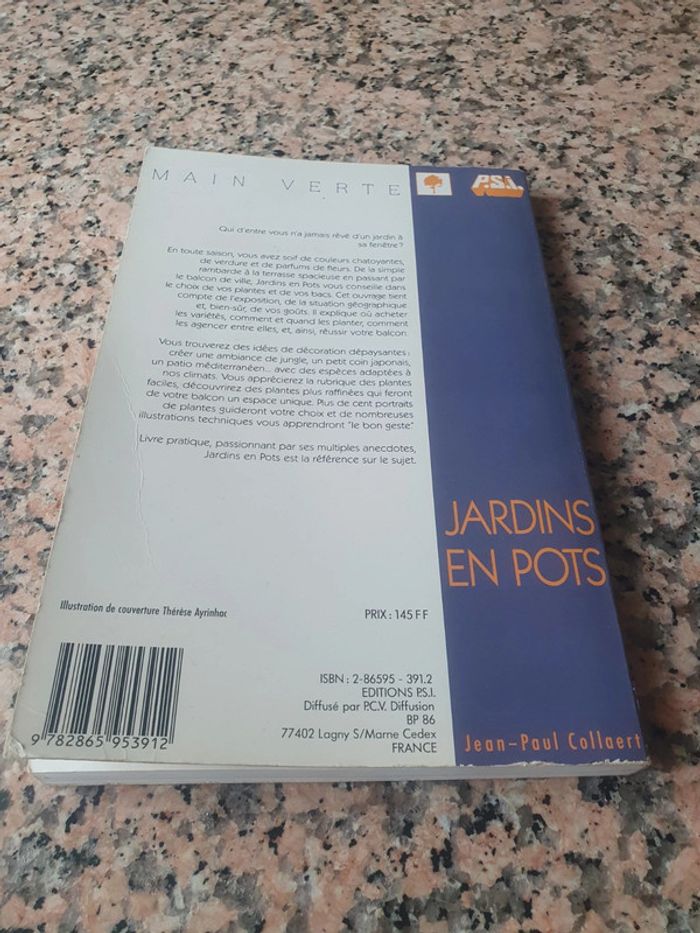 MAIN VERTE
P.S.I.
Qui d'entre vous n'a jamais rêvé d'un jardin à
sa fenêtre?
En toute saison, vous avez soif de couleurs chatoyantes,
de verdure et de parfums de fleurs. De la simple
rambarde à la terrasse spacieuse en passant par
le balcon de ville, Jardins en Pots vous conseille dans
le choix de vos plantes et de vos bacs. Cet ouvrage tient
compte de l'exposition, de la situation géographique
et, bien-sûr, de vos goûts. Il explique où acheter
les variétés, comment et quand les planter, comment
les agencer entre elles, et, ainsi, réussir votre balcon.
Vous trouverez des idées de décoration dépaysantes :
créer une ambiance de jungle, un petit coin japonais,
un patio méditerranéen... avec des espèces adaptées à
nos climats. Vous apprécierez la rubrique des plantes
faciles, découvrirez des plantes plus raffinées qui feront
de votre balcon un espace unique. Plus de cent portraits
de plantes guideront votre choix et de nombreuses
illustrations techniques vous apprendront "le bon geste"
Livre pratique, passionnant par ses multiples anecdotes,
Jardins en Pots est la référence sur le sujet.
JARDINS
EN POTS
Illustration de couverture Thérèse Ayrinhac
PRIX : 145 F F
ISBN : 2-86595 - 391.2
EDITIONS P.S.I.
Diffusé par P.C.V. Diffusion
BP 86
77402 Lagny S/Marne Cedex
FRANCE
9 782865 953912
Jean-Paul Collaert